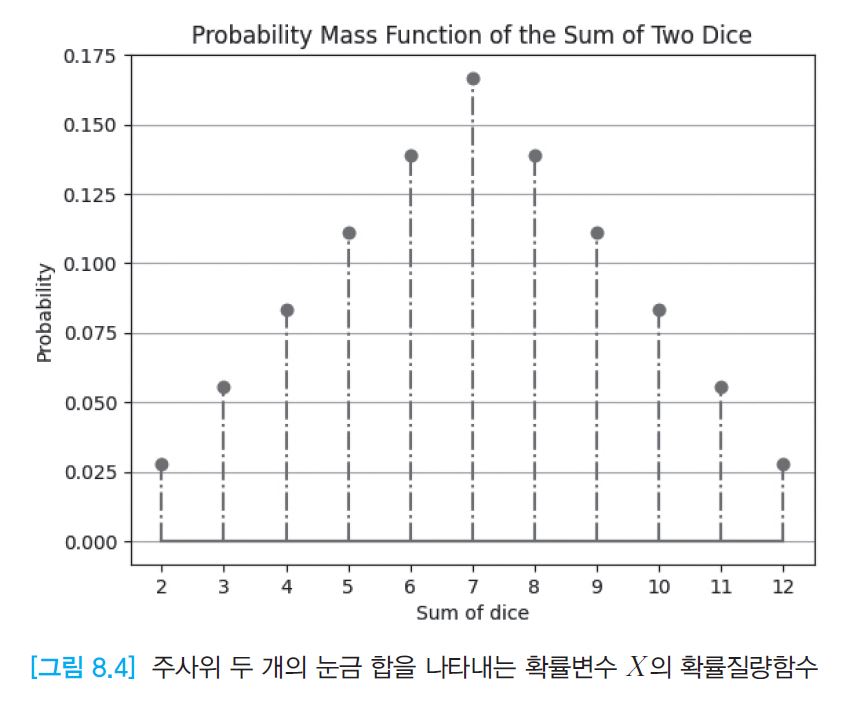 Probability Mass Function of the Sum of Two Dice
0.175
0.150
0.125
0.100
0.075
0.050
0.025
0.000
Probability
2 3 4 5 6 7 8 9 10 11 12
Sum of dice
[그림 8.4] 주사위 두 개의 눈금 합을 나타내는 확률변수 X의 확률질량함수